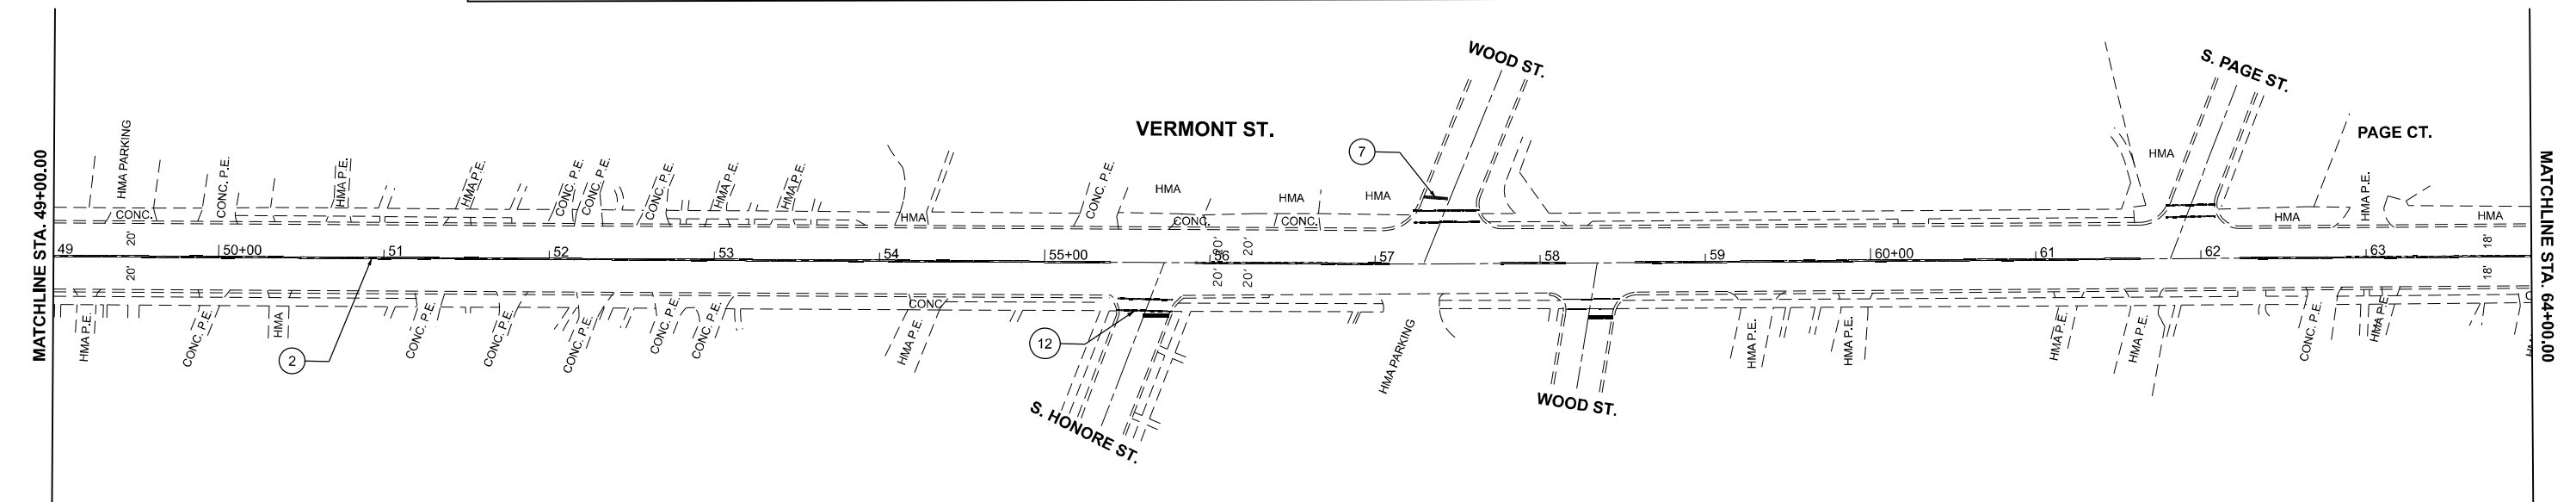 WOOD ST.
S. PAGE ST.
VERMONT ST.
PAGE CT.
7
HMA PARKING
CONC. P.E.
HMA P.E.
HMA P.E.
CONC. P.E.
CONC. P.E.
CONC. P.E.
HMA P.E.
HMA P.E.
CONC. P.E.
HMA
HMA
HMA
HMA
HMA P.E.
CONC.
HMA
CONC.
CONC.
HMA
HMA
MATCHLINE STA. 49+00.00
MATCHLINE STA. 64+00.00
20'
20'
20'
18'
49
50+00
51
52
53
54
55+00
56
57
58
59
60+00
61
62
63
20'
20'
20'
18'
CONC.
HMA P.E.
CONC. P.E.
HMA
CONC. P.E.
CONC. P.E.
CONC. P.E.
CONC. P.E.
CONC. P.E.
HMA P.E.
HMA PARKING
HMA P.E.
HMA P.E.
HMA P.E.
HMA P.E.
CONC. P.E.
HMA P.E.
2
12
S. HONORE ST.
WOOD ST.